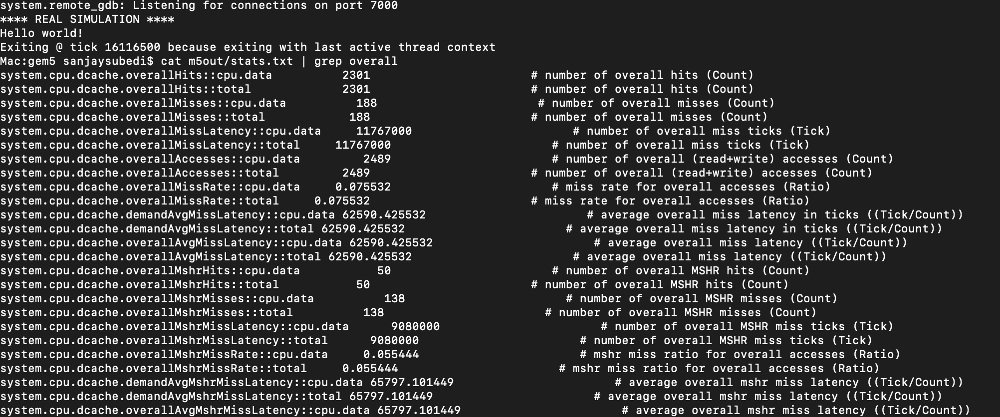 system.remote_gdb: Listening for connections on port 7000
**** REAL SIMULATION ****
Hello world!
Exiting @ tick 16116500 because exiting with last active thread context
Mac:gem5 sanjaysubedi$ cat m5out/stats.txt | grep overall
system.cpu.dcache.overallHits::cpu.data          2301                       # number of overall hits (Count)
system.cpu.dcache.overallHits::total             2301                       # number of overall hits (Count)
system.cpu.dcache.overallMisses::cpu.data          188                       # number of overall misses (Count)
system.cpu.dcache.overallMisses::total            188                       # number of overall misses (Count)
system.cpu.dcache.overallMissLatency::cpu.data     11767000                       # number of overall miss ticks (Tick)
system.cpu.dcache.overallMissLatency::total     11767000                       # number of overall miss ticks (Tick)
system.cpu.dcache.overallAccesses::cpu.data         2489                       # number of overall (read+write) accesses (Count)
system.cpu.dcache.overallAccesses::total         2489                       # number of overall (read+write) accesses (Count)
system.cpu.dcache.overallMissRate::cpu.data     0.075532                       # miss rate for overall accesses (Ratio)
system.cpu.dcache.overallMissRate::total     0.075532                       # miss rate for overall accesses (Ratio)
system.cpu.dcache.demandAvgMissLatency::cpu.data 62590.425532                       # average overall miss latency in ticks ((Tick/Count))
system.cpu.dcache.demandAvgMissLatency::total 62590.425532                       # average overall miss latency in ticks ((Tick/Count))
system.cpu.dcache.overallAvgMissLatency::cpu.data 62590.425532                       # average overall miss latency ((Tick/Count))
system.cpu.dcache.overallAvgMissLatency::total 62590.425532                       # average overall miss latency ((Tick/Count))
system.cpu.dcache.overallMshrHits::cpu.data           50                       # number of overall MSHR hits (Count)
system.cpu.dcache.overallMshrHits::total           50                       # number of overall MSHR hits (Count)
system.cpu.dcache.overallMshrMisses::cpu.data          138                       # number of overall MSHR misses (Count)
system.cpu.dcache.overallMshrMisses::total          138                       # number of overall MSHR misses (Count)
system.cpu.dcache.overallMshrMissLatency::cpu.data      9080000                       # number of overall MSHR miss ticks (Tick)
system.cpu.dcache.overallMshrMissLatency::total      9080000                       # number of overall MSHR miss ticks (Tick)
system.cpu.dcache.overallMshrMissRate::cpu.data     0.055444                       # mshr miss ratio for overall accesses (Ratio)
system.cpu.dcache.overallMshrMissRate::total     0.055444                       # mshr miss ratio for overall accesses (Ratio)
system.cpu.dcache.demandAvgMshrMissLatency::cpu.data 65797.101449                       # average overall mshr miss latency ((Tick/Count))
system.cpu.dcache.demandAvgMshrMissLatency::total 65797.101449                       # average overall mshr miss latency ((Tick/Count))
system.cpu.dcache.overallAvgMshrMissLatency::cpu.data 65797.101449                       # average overall mshr miss latency ((Tick/Count))